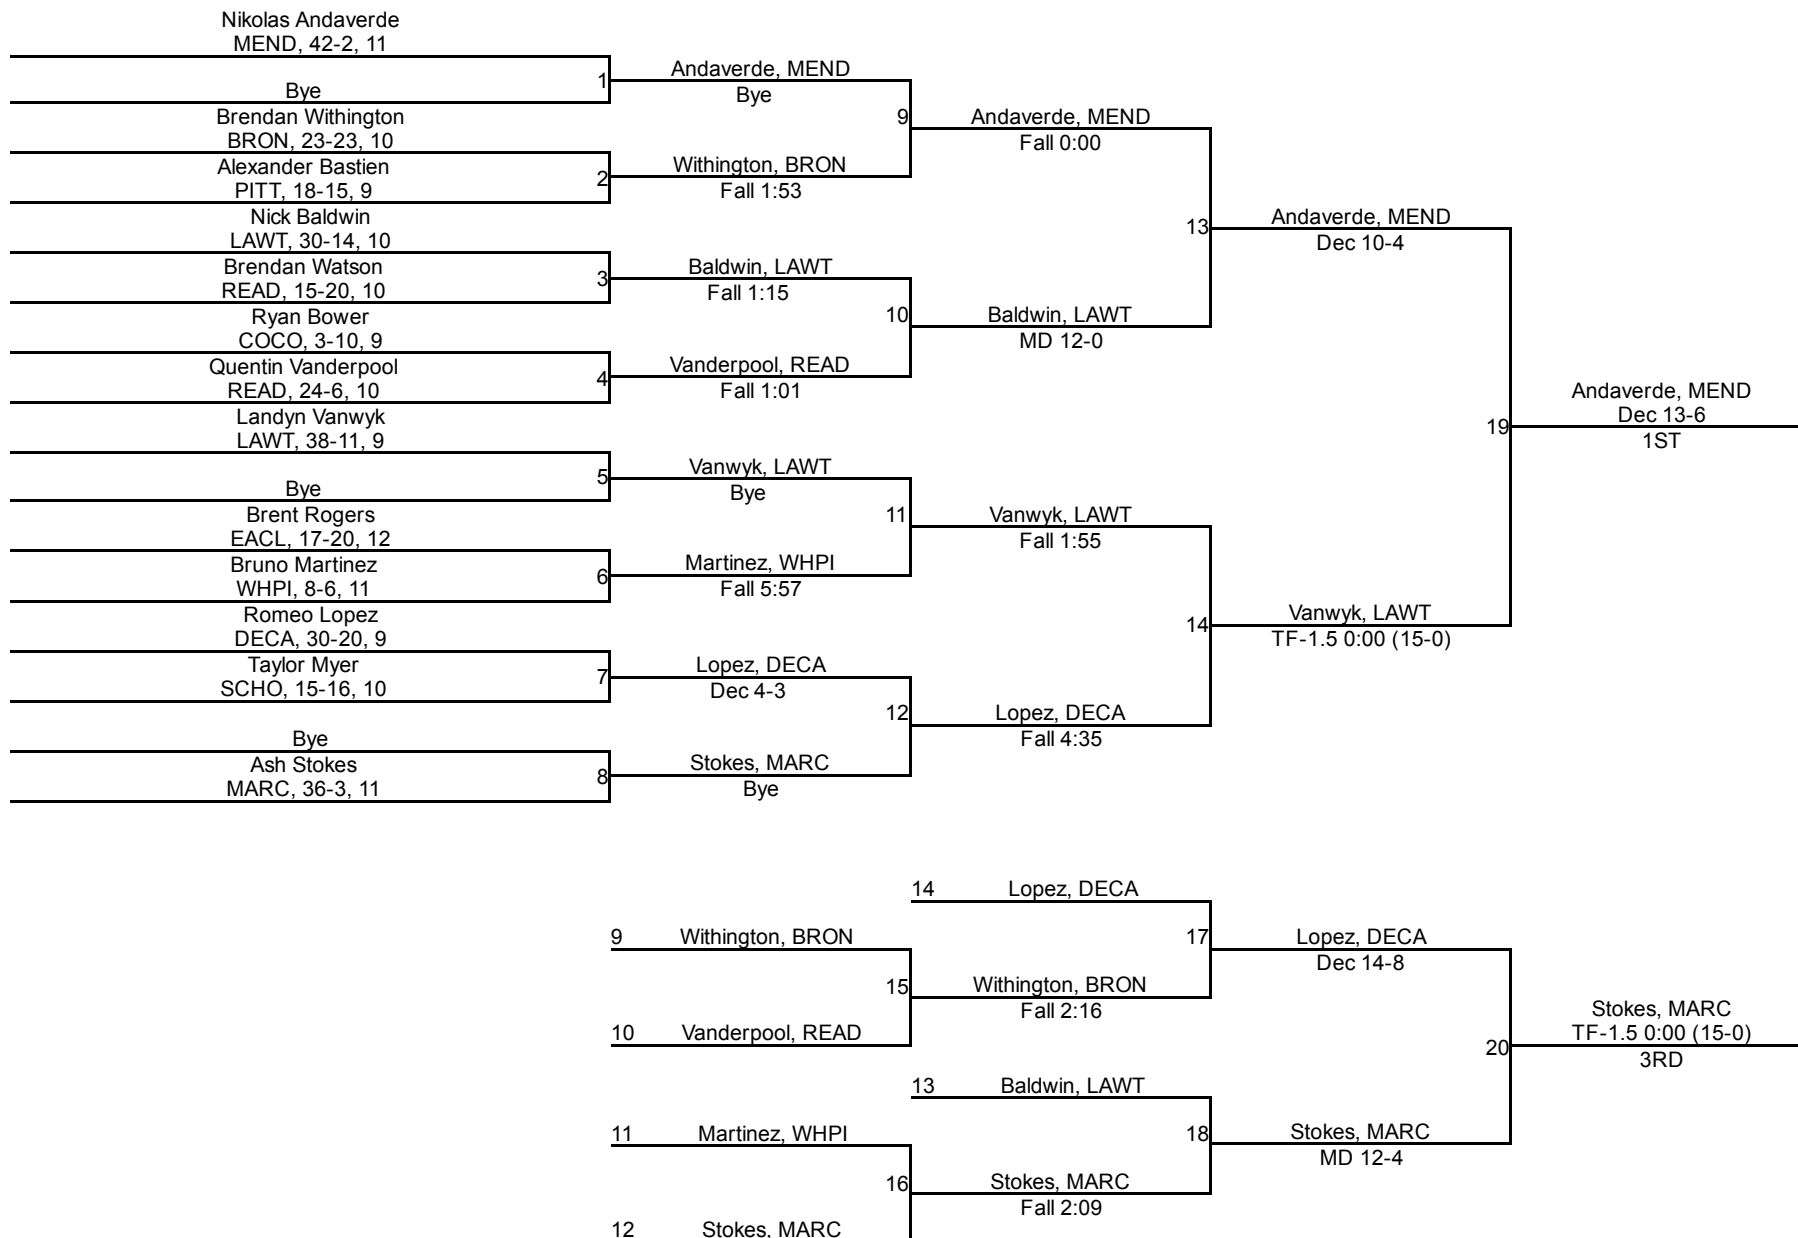 Nikolas Andaverde
MEND, 42-2, 11
Bye
1
Andaverde, MEND
Bye
Brendan Withington
BRON, 23-23, 10
Alexander Bastien
PITT, 18-15, 9
2
Withington, BRON
Fall 1:53
9
Andaverde, MEND
Fall 0:00
Nick Baldwin
LAWT, 30-14, 10
Brendan Watson
READ, 15-20, 10
3
Baldwin, LAWT
Fall 1:15
Ryan Bower
COCO, 3-10, 9
Quentin Vanderpool
READ, 24-6, 10
4
Vanderpool, READ
Fall 1:01
10
Baldwin, LAWT
MD 12-0
13
Andaverde, MEND
Dec 10-4
Landyn Vanwyk
LAWT, 38-11, 9
Bye
5
Vanwyk, LAWT
Bye
Brent Rogers
EACL, 17-20, 12
Bruno Martinez
WHPI, 8-6, 11
6
Martinez, WHPI
Fall 5:57
11
Vanwyk, LAWT
Fall 1:55
Romeo Lopez
DECA, 30-20, 9
Taylor Myer
SCHO, 15-16, 10
7
Lopez, DECA
Dec 4-3
Bye
Ash Stokes
MARC, 36-3, 11
8
Stokes, MARC
Bye
12
Lopez, DECA
Fall 4:35
14
Vanwyk, LAWT
TF-1.5 0:00 (15-0)
19
Andaverde, MEND
Dec 13-6
1ST
14 Lopez, DECA
9 Withington, BRON
10 Vanderpool, READ
15
Withington, BRON
Fall 2:16
17
Lopez, DECA
Dec 14-8
13 Baldwin, LAWT
11 Martinez, WHPI
12 Stokes, MARC
16
Stokes, MARC
Fall 2:09
18
Stokes, MARC
MD 12-4
20
Stokes, MARC
TF-1.5 0:00 (15-0)
3RD